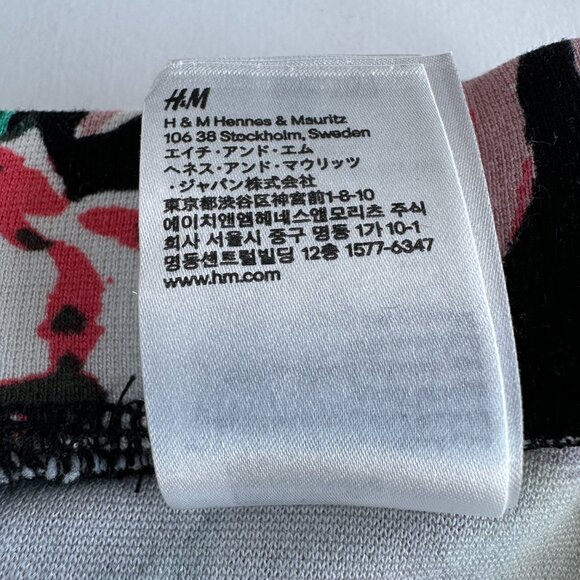 H&M
H & M Hennes & Mauritz
106 38 Stockholm, Sweden
エイチ・アンド・エム
ヘネス・アンド・マウリッツ
・ジャパン株式会社
東京都渋谷区神宮前1-8-10
에이치앤엠헤네스앤모리츠 주식
회사 서울시 중구 명동 1가 10-1
명동센트럴빌딩 12층 1577-6347
www.hm.com